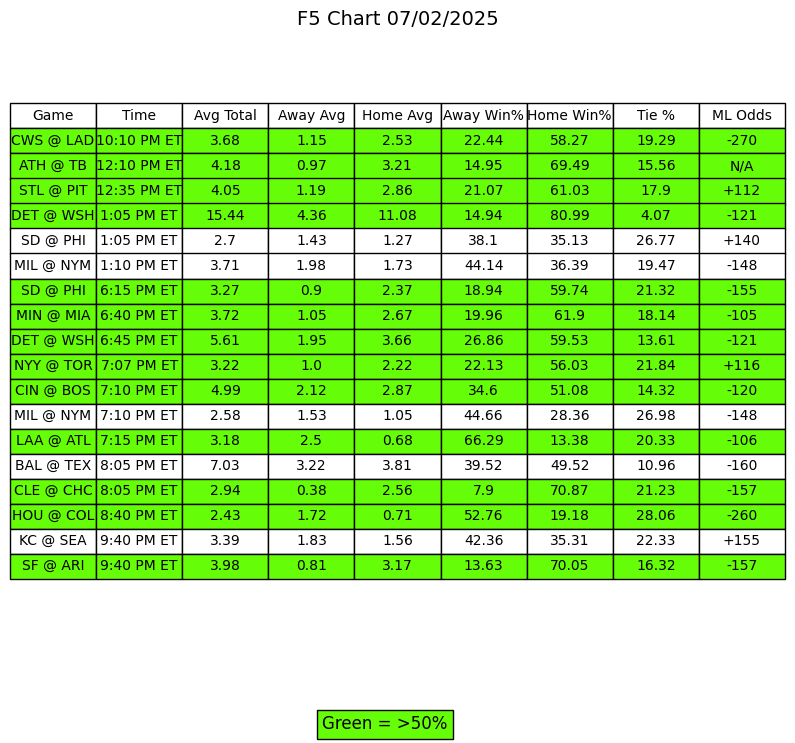 F5 Chart 07/02/2025
Game Time Avg Total Away Avg Home Avg Away Win% Home Win% Tie % ML Odds
CWS @ LAD 10:10 PM ET 3.68 1.15 2.53 22.44 58.27 19.29 -270
ATH @ TB 12:10 PM ET 4.18 0.97 3.21 14.95 69.49 15.56 N/A
STL @ PIT 12:35 PM ET 4.05 1.19 2.86 21.07 61.03 17.9 +112
DET @ WSH 1:05 PM ET 15.44 4.36 11.08 14.94 80.99 4.07 -121
SD @ PHI 1:05 PM ET 2.7 1.43 1.27 38.1 35.13 26.77 +140
MIL @ NYM 1:10 PM ET 3.71 1.98 1.73 44.14 36.39 19.47 -148
SD @ PHI 6:15 PM ET 3.27 0.9 2.37 18.94 59.74 21.32 -155
MIN @ MIA 6:40 PM ET 3.72 1.05 2.67 19.96 61.9 18.14 -105
DET @ WSH 6:45 PM ET 5.61 1.95 3.66 26.86 59.53 13.61 -121
NYY @ TOR 7:07 PM ET 3.22 1.0 2.22 22.13 56.03 21.84 +116
CIN @ BOS 7:10 PM ET 4.99 2.12 2.87 34.6 51.08 14.32 -120
MIL @ NYM 7:10 PM ET 2.58 1.53 1.05 44.66 28.36 26.98 -148
LAA @ ATL 7:15 PM ET 3.18 2.5 0.68 66.29 13.38 20.33 -106
BAL @ TEX 8:05 PM ET 7.03 3.22 3.81 39.52 49.52 10.96 -160
CLE @ CHC 8:05 PM ET 2.94 0.38 2.56 7.9 70.87 21.23 -157
HOU @ COL 8:40 PM ET 2.43 1.72 0.71 52.76 19.18 28.06 -260
KC @ SEA 9:40 PM ET 3.39 1.83 1.56 42.36 35.31 22.33 +155
SF @ ARI 9:40 PM ET 3.98 0.81 3.17 13.63 70.05 16.32 -157
Green = >50%